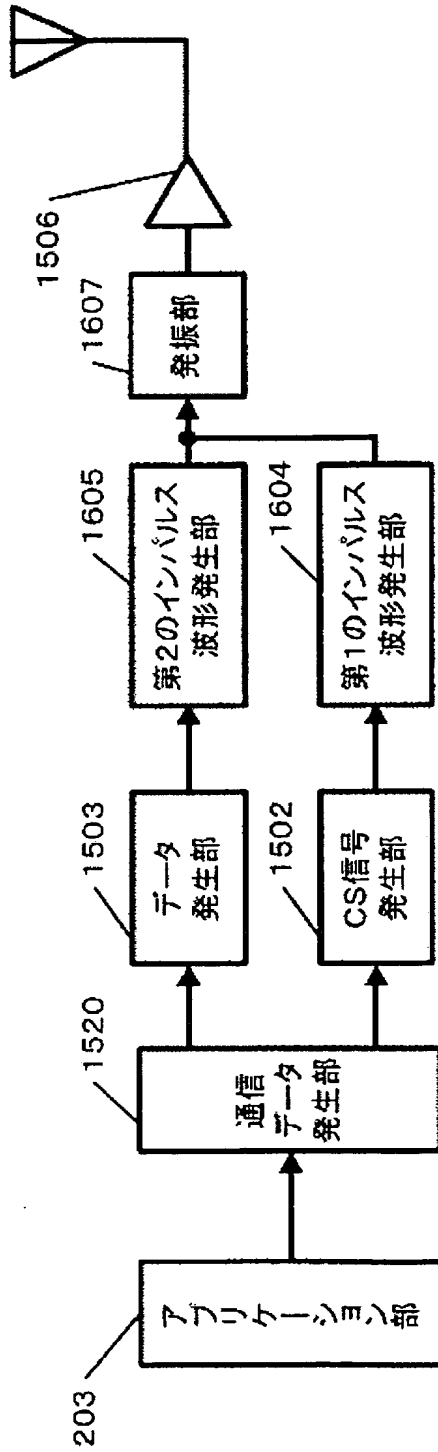 203
アプリケーション部
1520
通信
データ
発生部
1503
データ
発生部
1502
CS信号
発生部
1605
第2のインパルス
波形発生部
1604
第1のインパルス
波形発生部
1607
発振部
1506